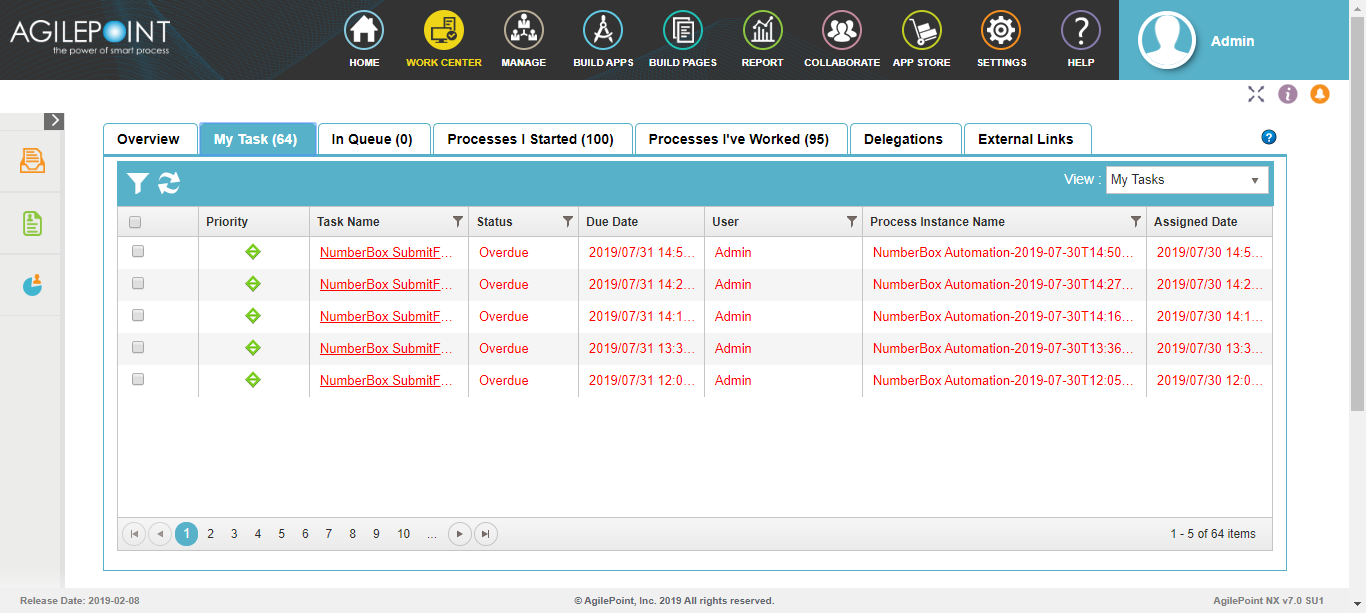 AGILEPOINT
the power of smart process
HOME WORK CENTER MANAGE BUILD APPS BUILD PAGES REPORT COLLABORATE APP STORE SETTINGS HELP
Admin
Overview My Task (64) In Queue (0) Processes I Started (100) Processes I've Worked (95) Delegations External Links
View : My Tasks
Priority Task Name Status Due Date User Process Instance Name Assigned Date
NumberBox SubmitF... Overdue 2019/07/31 14:5... Admin NumberBox Automation-2019-07-30T14:50... 2019/07/30 14:5...
NumberBox SubmitF... Overdue 2019/07/31 14:2... Admin NumberBox Automation-2019-07-30T14:27... 2019/07/30 14:2...
NumberBox SubmitF... Overdue 2019/07/31 14:1... Admin NumberBox Automation-2019-07-30T14:16... 2019/07/30 14:1...
NumberBox SubmitF... Overdue 2019/07/31 13:3... Admin NumberBox Automation-2019-07-30T13:36... 2019/07/30 13:3...
NumberBox SubmitF... Overdue 2019/07/31 12:0... Admin NumberBox Automation-2019-07-30T12:05... 2019/07/30 12:0...
1 2 3 4 5 6 7 8 9 10 ... 1 - 5 of 64 items
Release Date: 2019-02-08 © AgilePoint, Inc. 2019 All rights reserved. AgilePoint NX v7.0 SU1